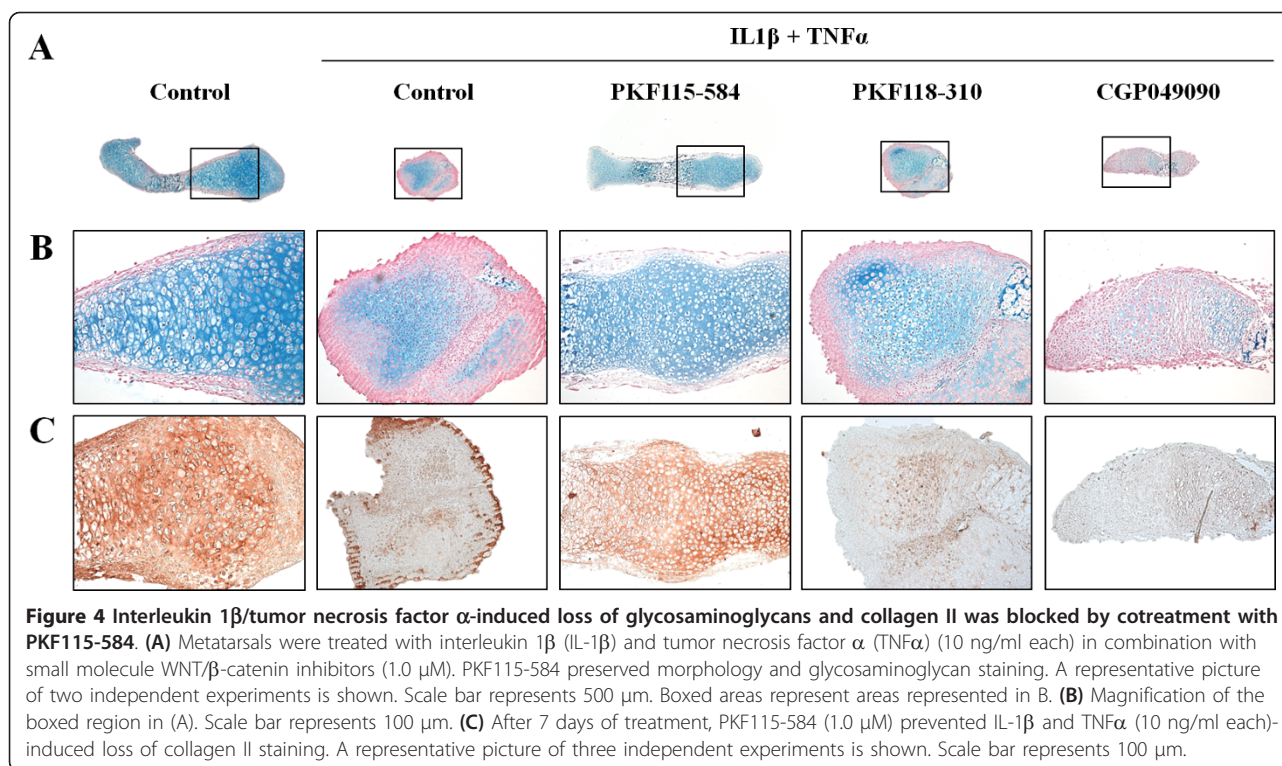 A
IL1β + TNFα
Control Control PKF115-584 PKF118-310 CGP049090
B
C
Figure 4 Interleukin 1β/tumor necrosis factor α-induced loss of glycosaminoglycans and collagen II was blocked by cotreatment with
PKF115-584. (A) Metatarsals were treated with interleukin 1β (IL-1β) and tumor necrosis factor α (TNFα) (10 ng/ml each) in combination with
small molecule WNT/β-catenin inhibitors (1.0 μM). PKF115-584 preserved morphology and glycosaminoglycan staining. A representative picture
of two independent experiments is shown. Scale bar represents 500 μm. Boxed areas represent areas represented in B. (B) Magnification of the
boxed region in (A). Scale bar represents 100 μm. (C) After 7 days of treatment, PKF115-584 (1.0 μM) prevented IL-1β and TNFα (10 ng/ml each)-
induced loss of collagen II staining. A representative picture of three independent experiments is shown. Scale bar represents 100 μm.